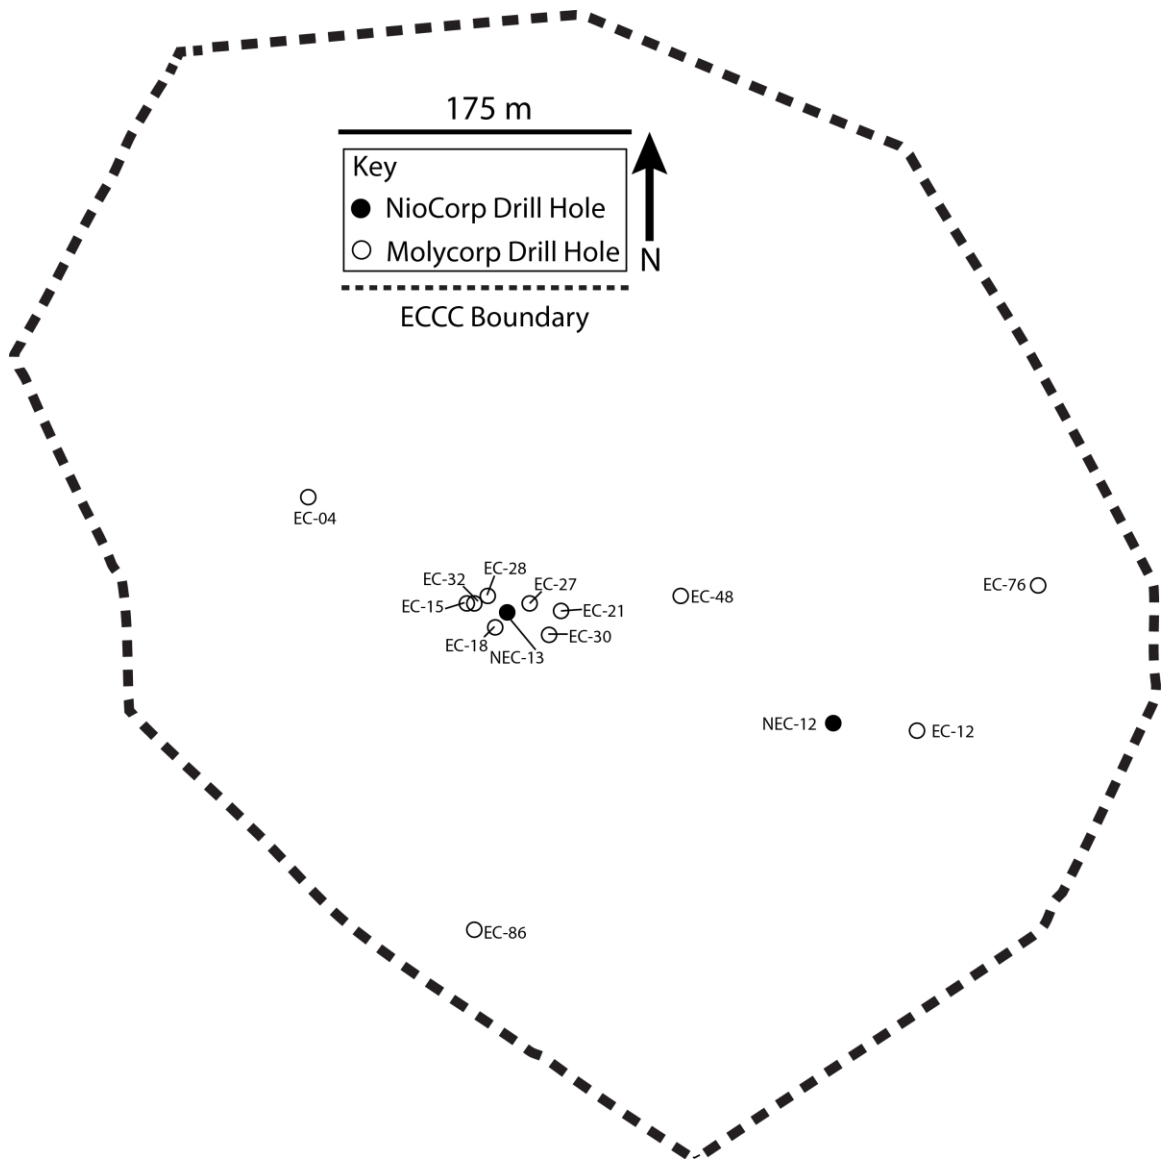 175 m
Key
NioCorp Drill Hole
Molycorp Drill Hole
N
ECCC Boundary
EC-04
EC-28
EC-32
EC-27
EC-76
EC-48
EC-15
EC-21
EC-30
EC-18
NEC-13
NEC-12
EC-12
EC-86